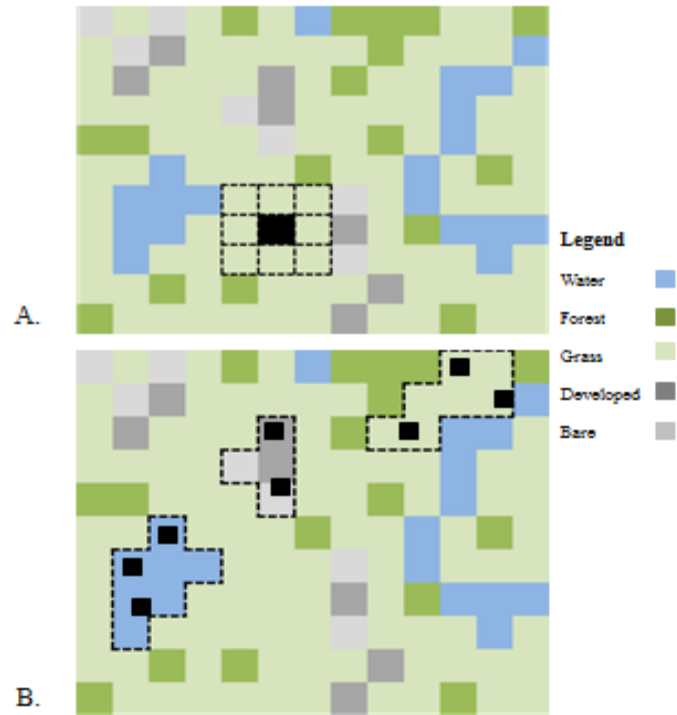 A.
B.
Legend
Water
Forest
Grass
Developed
Bare